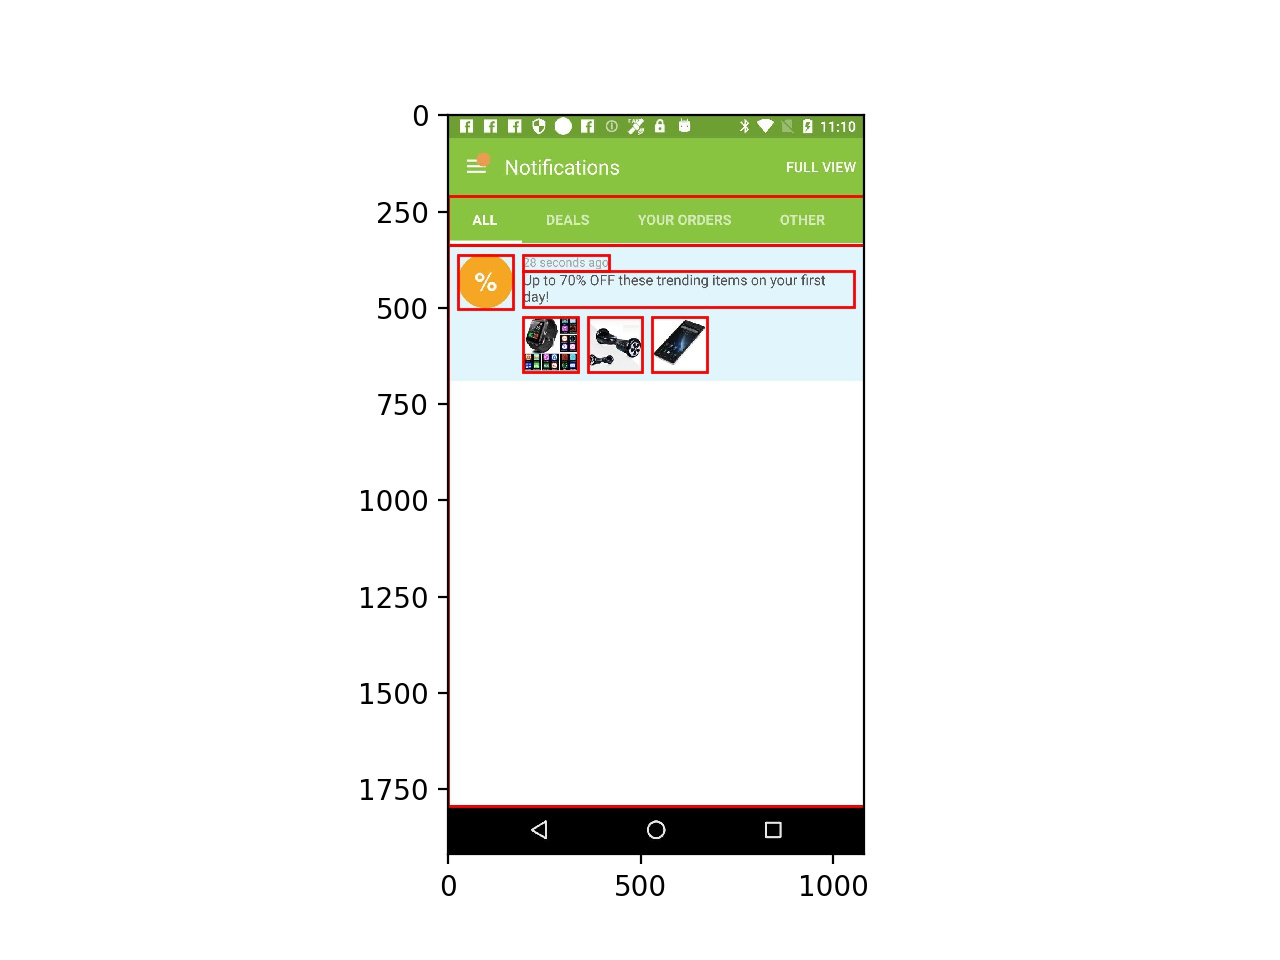 0
250
500
750
1000
1250
1500
1750
0 500 1000
11:10
Notifications FULL VIEW
ALL DEALS YOUR ORDERS OTHER
% 28 seconds ago
Up to 70% OFF these trending items on your first
day!